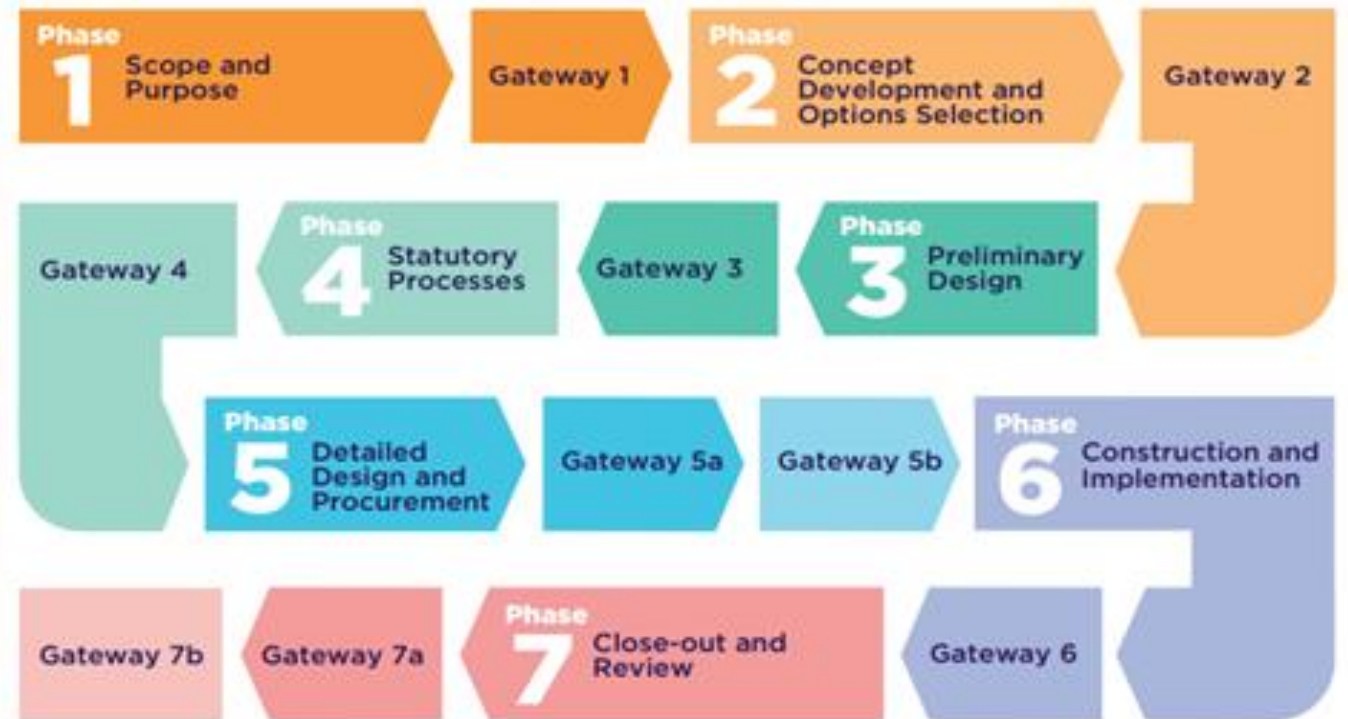 Phase
1
Scope and
Purpose
Gateway 1
Phase
2
Concept
Development and
Options Selection
Gateway 2
Phase
3
Preliminary
Design
Gateway 3
Phase
4
Statutory
Processes
Gateway 4
Phase
5
Detailed
Design and
Procurement
Gateway 5a
Gateway 5b
Phase
6
Construction and
Implementation
Gateway 6
Phase
7
Close-out and
Review
Gateway 7a
Gateway 7b